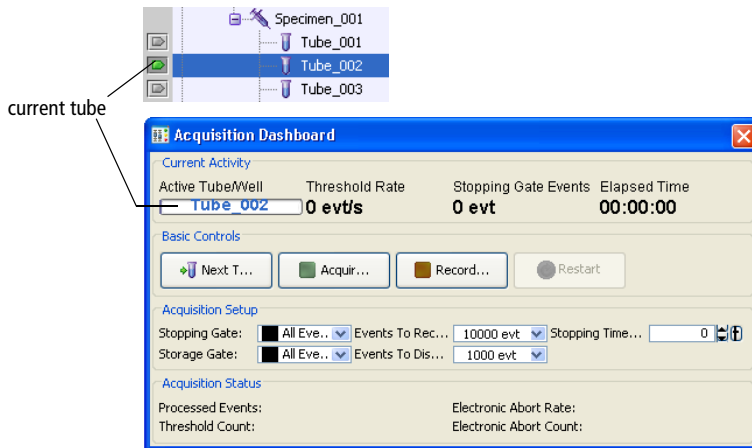 Specimen_001
Tube_001
Tube_002
Tube_003
current tube
Acquisition Dashboard
Current Activity
Active Tube/Well Threshold Rate Stopping Gate Events Elapsed Time
Tube_002 0 evt/s 0 evt 00:00:00
Basic Controls
Next T... Acquir... Record... Restart
Acquisition Setup
Stopping Gate: All Eve.. Events To Rec... 10000 evt Stopping Time... 0
Storage Gate: All Eve.. Events To Dis... 1000 evt
Acquisition Status
Processed Events: Electronic Abort Rate:
Threshold Count: Electronic Abort Count: